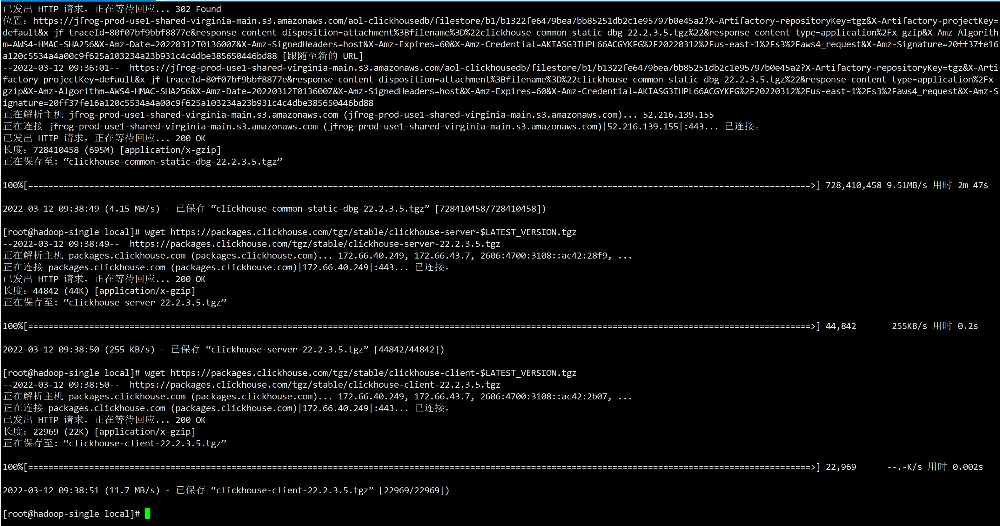 已发出 HTTP 请求，正在等待回应... 302 Found
位置：https://jfrog-prod-use1-shared-virginia-main.s3.amazonaws.com/aol-clickhousedb/filestore/b1/b1322fe6479bea7bb85251db2c1e95797b0e45a2?X-Artifactory-repositoryKey=tgz&X-Artifactory-projectKey=
default&x-jf-traceId=80f07bf9bbf8877e&response-content-disposition=attachment%3Bfilename%3D%22clickhouse-common-static-dbg-22.2.3.5.tgz%22&response-content-type=application%2Fx-gzip&X-Amz-Algorith
m=AWS4-HMAC-SHA256&X-Amz-Date=20220312T013600Z&X-Amz-SignedHeaders=host&X-Amz-Expires=60&X-Amz-Credential=AKIASG3IHPL66ACGYKFG%2F20220312%2Fus-east-1%2Fs3%2Faws4_request&X-Amz-Signature=20ff37fe16
a120c5534a4a00c9f625a103234a23b931c4c4dbe385650446bd88 [跟随至新的 URL]
--2022-03-12 09:36:01--  https://jfrog-prod-use1-shared-virginia-main.s3.amazonaws.com/aol-clickhousedb/filestore/b1/b1322fe6479bea7bb85251db2c1e95797b0e45a2?X-Artifactory-repositoryKey=tgz&X-Arti
factory-projectKey=default&x-jf-traceId=80f07bf9bbf8877e&response-content-disposition=attachment%3Bfilename%3D%22clickhouse-common-static-dbg-22.2.3.5.tgz%22&response-content-type=application%2Fx-
gzip&X-Amz-Algorithm=AWS4-HMAC-SHA256&X-Amz-Date=20220312T013600Z&X-Amz-SignedHeaders=host&X-Amz-Expires=60&X-Amz-Credential=AKIASG3IHPL66ACGYKFG%2F20220312%2Fus-east-1%2Fs3%2Faws4_request&X-Amz-S
ignature=20ff37fe16a120c5534a4a00c9f625a103234a23b931c4c4dbe385650446bd88
正在解析主机 jfrog-prod-use1-shared-virginia-main.s3.amazonaws.com (jfrog-prod-use1-shared-virginia-main.s3.amazonaws.com)... 52.216.139.155
正在连接 jfrog-prod-use1-shared-virginia-main.s3.amazonaws.com (jfrog-prod-use1-shared-virginia-main.s3.amazonaws.com)|52.216.139.155|:443... 已连接。
已发出 HTTP 请求，正在等待回应... 200 OK
长度：728410458 (695M) [application/x-gzip]
正在保存至: “clickhouse-common-static-dbg-22.2.3.5.tgz”
100%[==========================================================================================================================================================>] 728,410,458 9.51MB/s 用时 2m 47s
2022-03-12 09:38:49 (4.15 MB/s) - 已保存 “clickhouse-common-static-dbg-22.2.3.5.tgz” [728410458/728410458])
[root@hadoop-single local]# wget https://packages.clickhouse.com/tgz/stable/clickhouse-server-$LATEST_VERSION.tgz
--2022-03-12 09:38:49--  https://packages.clickhouse.com/tgz/stable/clickhouse-server-22.2.3.5.tgz
正在解析主机 packages.clickhouse.com (packages.clickhouse.com)... 172.66.40.249, 172.66.43.7, 2606:4700:3108::ac42:28f9, ...
正在连接 packages.clickhouse.com (packages.clickhouse.com)|172.66.40.249|:443... 已连接。
已发出 HTTP 请求，正在等待回应... 200 OK
长度：44842 (44K) [application/x-gzip]
正在保存至: “clickhouse-server-22.2.3.5.tgz”
100%[==========================================================================================================================================================>] 44,842       255KB/s 用时 0.2s
2022-03-12 09:38:50 (255 KB/s) - 已保存 “clickhouse-server-22.2.3.5.tgz” [44842/44842])
[root@hadoop-single local]# wget https://packages.clickhouse.com/tgz/stable/clickhouse-client-$LATEST_VERSION.tgz
--2022-03-12 09:38:50--  https://packages.clickhouse.com/tgz/stable/clickhouse-client-22.2.3.5.tgz
正在解析主机 packages.clickhouse.com (packages.clickhouse.com)... 172.66.40.249, 172.66.43.7, 2606:4700:3108::ac42:2b07, ...
正在连接 packages.clickhouse.com (packages.clickhouse.com)|172.66.40.249|:443... 已连接。
已发出 HTTP 请求，正在等待回应... 200 OK
长度：22969 (22K) [application/x-gzip]
正在保存至: “clickhouse-client-22.2.3.5.tgz”
100%[==========================================================================================================================================================>] 22,969      --.-K/s 用时 0.002s
2022-03-12 09:38:51 (11.7 MB/s) - 已保存 “clickhouse-client-22.2.3.5.tgz” [22969/22969])
[root@hadoop-single local]#